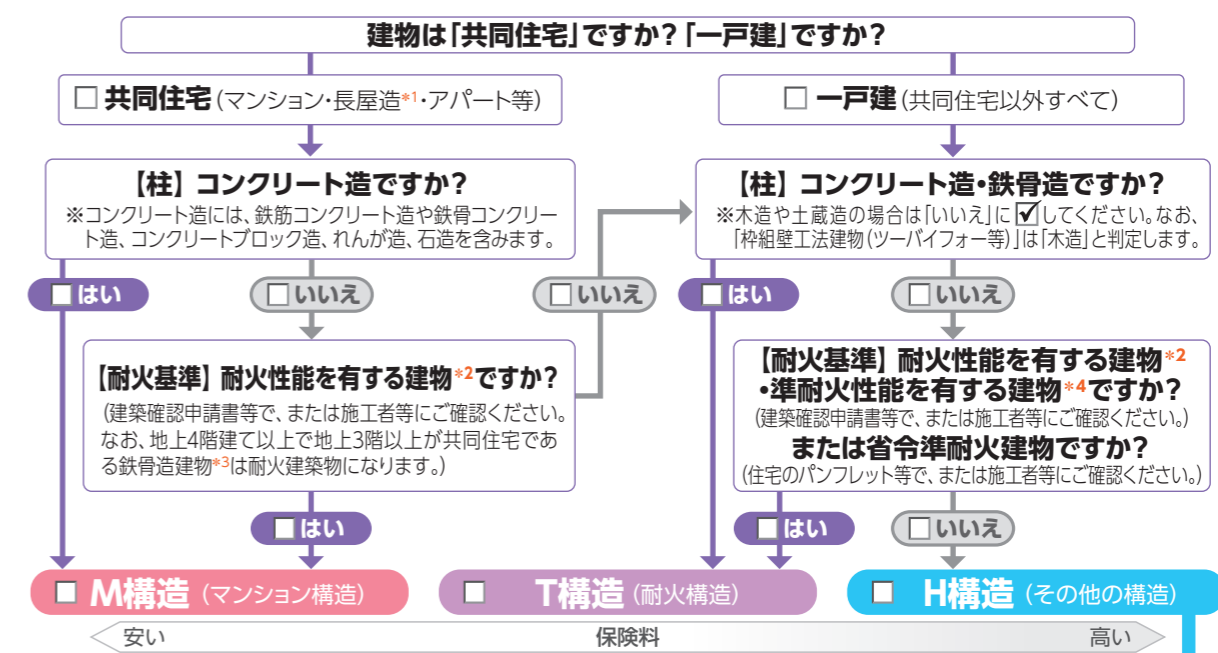 建物は「共同住宅」ですか?「一戸建」ですか?
□ 共同住宅(マンション・長屋造*1・アパート等)
□ 一戸建(共同住宅以外すべて)
【柱】コンクリート造ですか?
※コンクリート造には、鉄筋コンクリート造や鉄骨コンクリー
ト造、コンクリートブロック造、れんが造、石造を含みます。
【柱】コンクリート造・鉄骨造ですか?
※木造や土蔵造の場合は「いいえ」に☑してください。なお、
「枠組壁工法建物(ツーバイフォー等)」は「木造」と判定します。
□はい
□いいえ
□いいえ
□はい
□いいえ
【耐火基準】耐火性能を有する建物*2ですか?
(建築確認申請書等で、または施工者等にご確認ください。
なお、地上4階建て以上で地上3階以上が共同住宅であ
る鉄骨造建物*3は耐火建築物になります。)
【耐火基準】耐火性能を有する建物*2
・準耐火性能を有する建物*4ですか?
(建築確認申請書等で、または施工者等にご確認ください。)
または省令準耐火建物ですか?
(住宅のパンフレット等で、または施工者等にご確認ください。)
□はい
□はい
□いいえ
□ M構造(マンション構造)
□ T構造(耐火構造)
□ H構造(その他の構造)
安い
保険料
高い